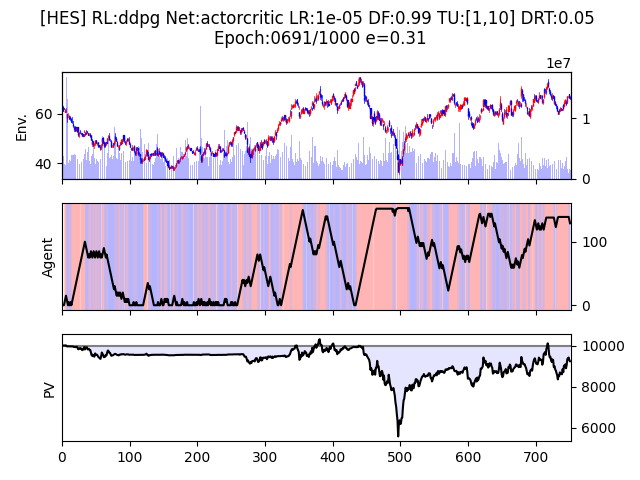 [HES] RL:ddpg Net:actorcritic LR:1e-05 DF:0.99 TU:[1,10] DRT:0.05
Epoch:0691/1000 e=0.31
1e7
Env.
60
40
1
0
Agent
100
0
PV
10000
8000
6000
0 100 200 300 400 500 600 700